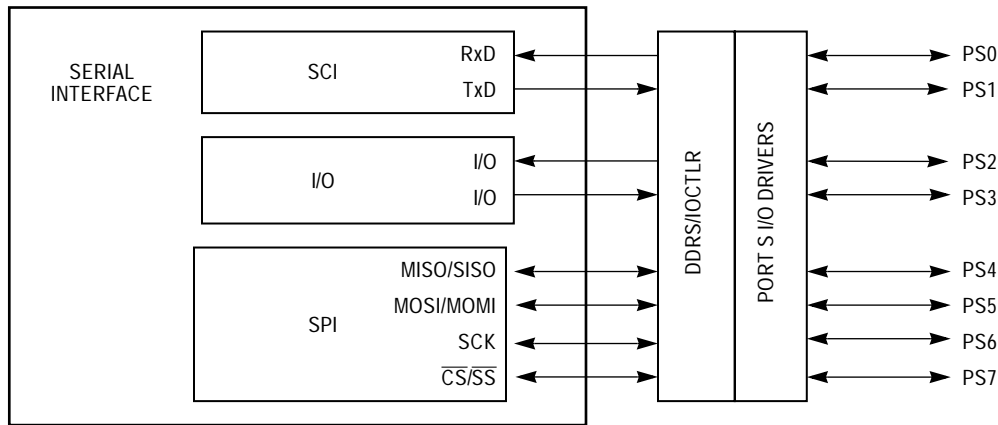 SERIAL
INTERFACE
SCI
RxD
TxD
I/O
I/O
I/O
SPI
MISO/SISO
MOSI/MOMI
SCK
CS/SS
DDRS/IOCTLR
PORT S I/O DRIVERS
PS0
PS1
PS2
PS3
PS4
PS5
PS6
PS7